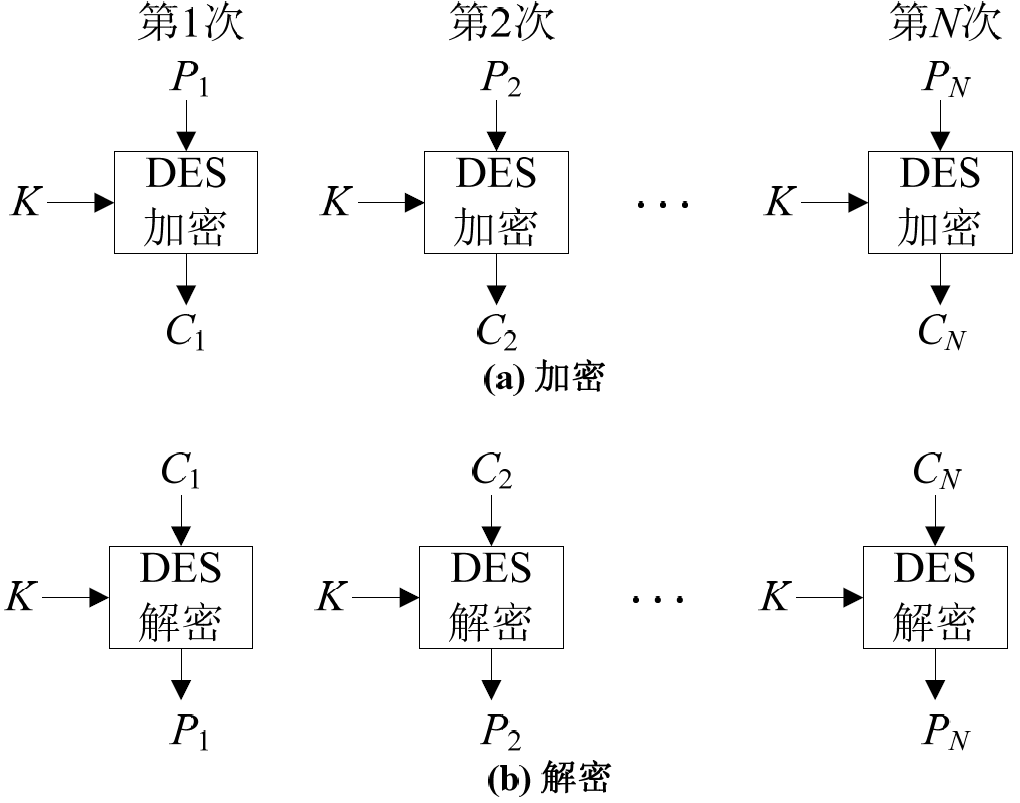 第1次 第2次 第N次
P1 P2 PN
DES DES DES
K K ... K
加密 加密 加密
C1 C2 CN
(a) 加密
C1 C2 CN
DES DES DES
K K ... K
解密 解密 解密
P1 P2 PN
(b) 解密